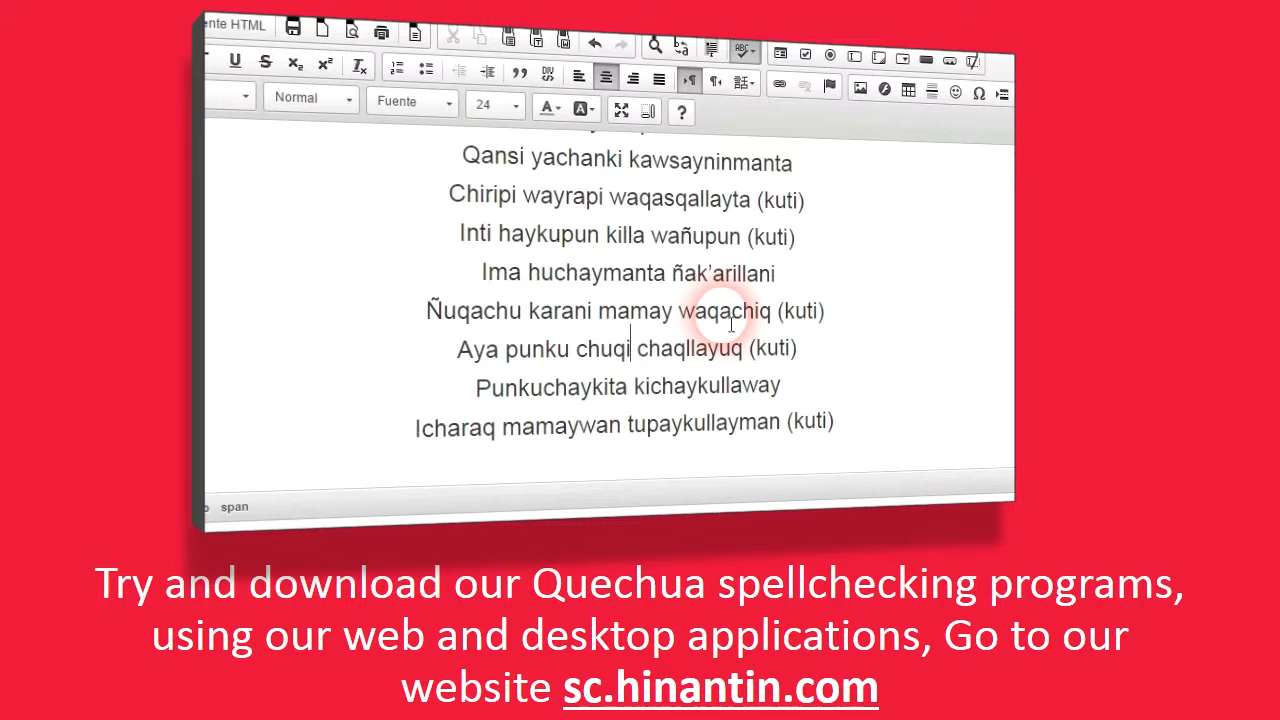 ente HTML
Normal Fuente 24
Qansi yachanki kawsayninmanta
Chiripi wayrapi waqasqallayta (kuti)
Inti haykupun killa wañupun (kuti)
Ima huchaymanta ñak'arillani
Ñuqachu karani mamay waqachiq (kuti)
Aya punku chuqi chaqllayuq (kuti)
Punkuchaykita kichaykullaway
Icharaq mamaywan tupaykullayman (kuti)
span
Try and download our Quechua spellchecking programs,
using our web and desktop applications, Go to our
website sc.hinantin.com